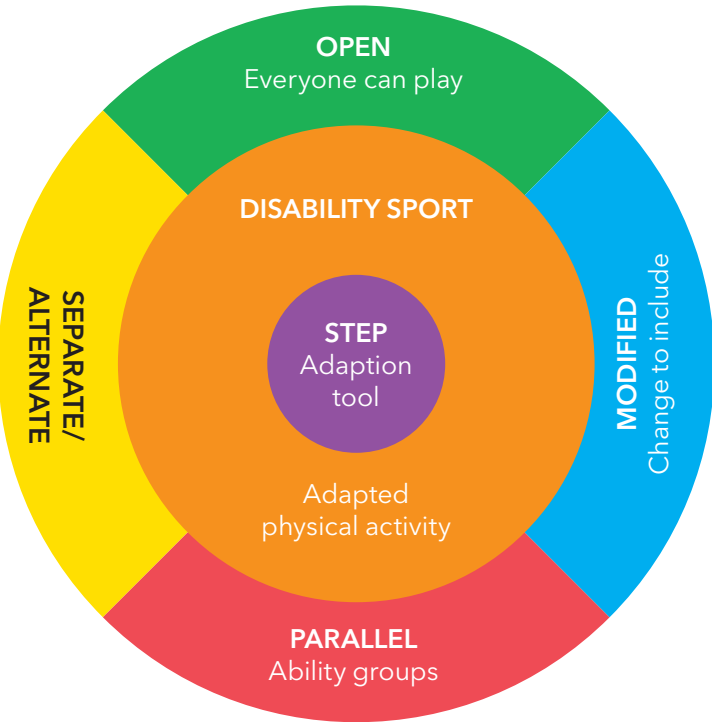 OPEN
Everyone can play
DISABILITY SPORT
SEPARATE/
ALTERNATE
STEP
Adaption
tool
MODIFIED
Change to include
Adapted
physical activity
PARALLEL
Ability groups